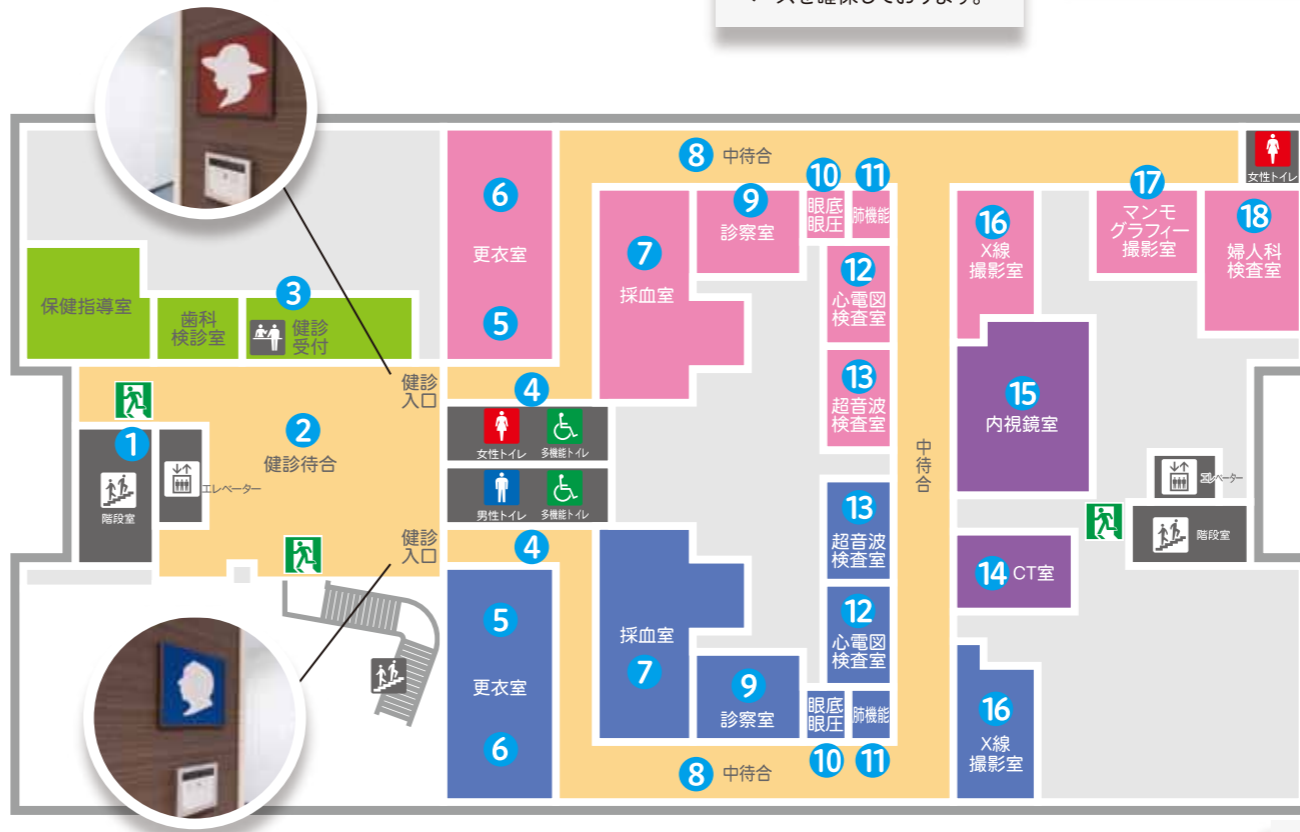 スを確保しております。
8 中待合
女性トイレ
6
更衣室
5
7
採血室
9
診察室
10
眼底
眼圧
11
肺機能
12
心電図
検査室
13
超音波
検査室
16
X線
撮影室
17
マンモ
グラフィー
撮影室
18
婦人科
検査室
保健指導室
歯科
検診室
3
健診
受付
健診
入口
4
女性トイレ
多機能トイレ
男性トイレ
多機能トイレ
1
階段室
エレベーター
2
健診待合
健診
入口
4
中待合
15
内視鏡室
エレベーター
階段室
14 CT室
13
超音波
検査室
12
心電図
検査室
5
更衣室
6
採血室
7
9
診察室
眼底
眼圧
10
肺機能
11
16
X線
撮影室
8 中待合